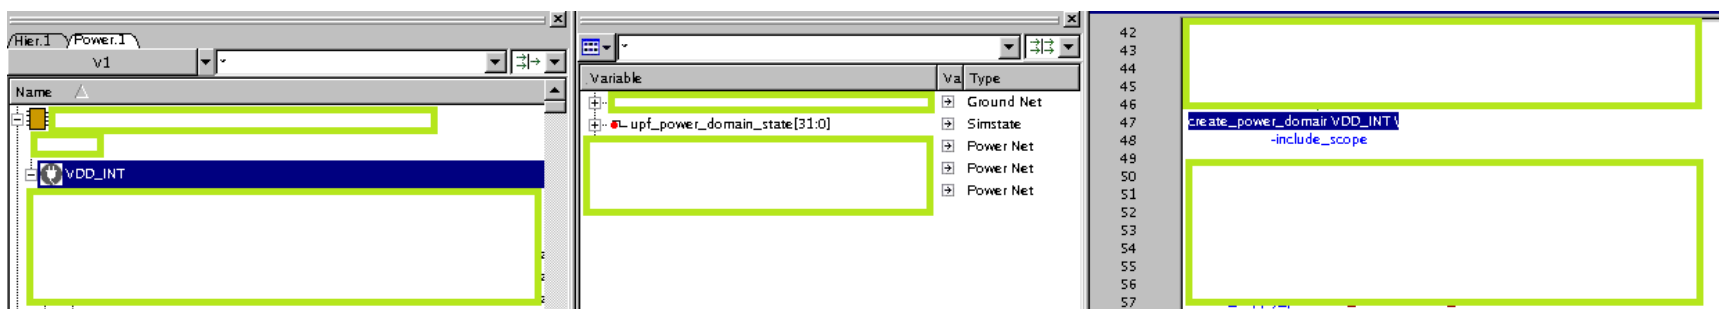 Hier.1 Power.1
v1
*
Name
VDD_INT
*
Variable Va Type
Ground Net
upf_power_domain_state[31:0] Simstate
Power Net
Power Net
Power Net
42
43
44
45
46
47 create_power_domair VDD_INT \
48 -include_scope
49
50
51
52
53
54
55
56
57